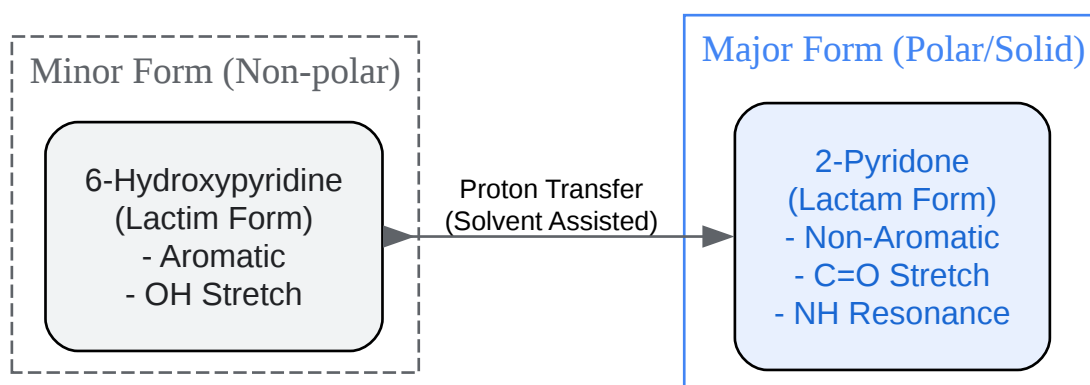 Minor Form (Non-polar)
6-Hydroxypyridine
(Lactim Form)
- Aromatic
- OH Stretch
Proton Transfer
(Solvent Assisted)
Major Form (Polar/Solid)
2-Pyridone
(Lactam Form)
- Non-Aromatic
- C=O Stretch
- NH Resonance